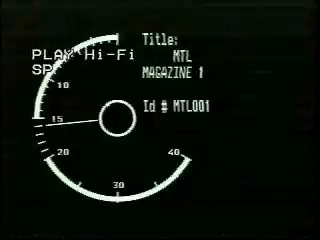 Title:
PLAY Hi-Fi
MTL
SP
MAGAZINE 1
10
Id # MTL001
15
20
40
30